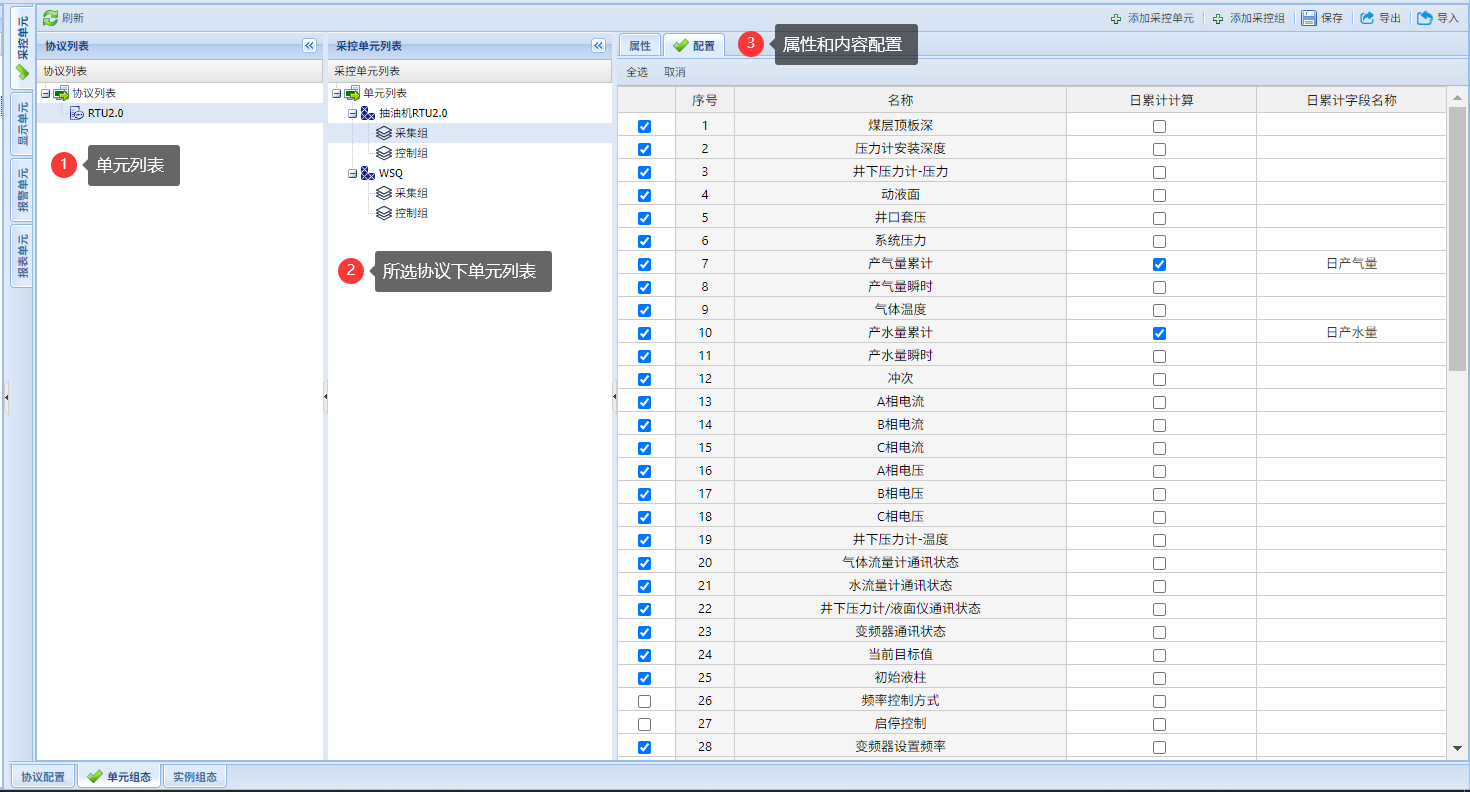 刷新
添加采控单元 添加采控组 保存 导出 导入
采控单元
显示单元
报警单元
报表单元
协议列表
协议列表
协议列表
RTU2.0
1 单元列表
采控单元列表
采控单元列表
单元列表
抽油机RTU2.0
采集组
控制组
WSQ
采集组
控制组
2 所选协议下单元列表
属性 配置
3 属性和内容配置
全选 取消
序号 名称 日累计计算 日累计字段名称
1 煤层顶板深
2 压力计安装深度
3 井下压力计-压力
4 动液面
5 井口套压
6 系统压力
7 产气量累计 日产气量
8 产气量瞬时
9 气体温度
10 产水量累计 日产水量
11 产水量瞬时
12 冲次
13 A相电流
14 B相电流
15 C相电流
16 A相电压
17 B相电压
18 C相电压
19 井下压力计-温度
20 气体流量计通讯状态
21 水流量计通讯状态
22 井下压力计/液面仪通讯状态
23 变频器通讯状态
24 当前目标值
25 初始液柱
26 频率控制方式
27 启停控制
28 变频器设置频率
协议配置 单元组态 实例组态